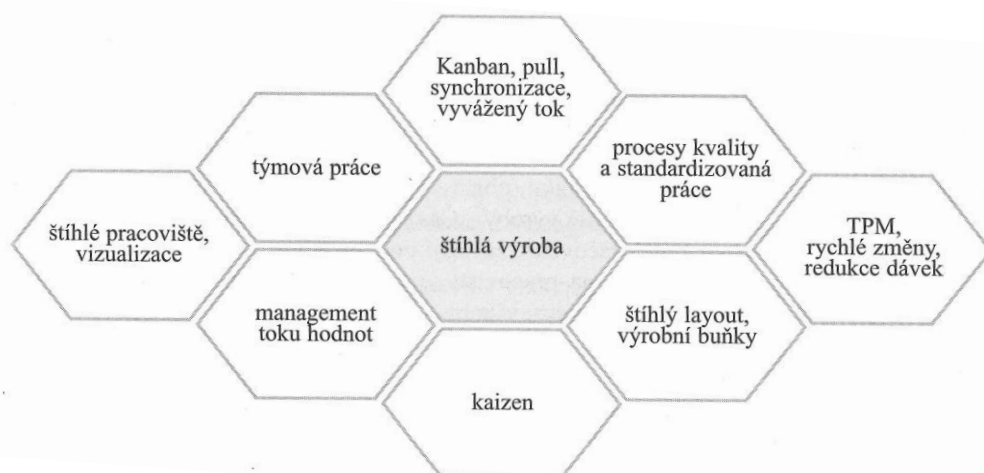 Kanban, pull,
synchronizace,
vyvážený tok
týmová práce
procesy kvality
a standardizovaná
práce
štíhlé pracoviště,
vizualizace
štíhlá výroba
TPM,
rychlé změny,
redukce dávek
management
toku hodnot
štíhlý layout,
výrobní buňky
kaizen